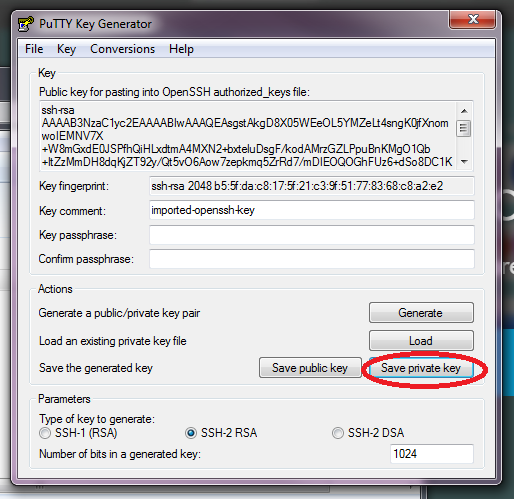 PuTTY Key Generator
File Key Conversions Help
Key
Public key for pasting into OpenSSH authorized_keys file:
ssh-rsa
AAAAB3NzaC1yc2EAAAABIwAAAQEAsgstAkgD8X05WEeOL5YMZeLt4sngK0jfXnom
woIEMNV7X
+W8mGxdE0JSPfhQiHLxdtmA4MXN2+bxteluDsgF/kodAMrzGZLPpuBnKMgO1Qb
+ItZzMmDH8dqKjZT92y/Qt5vO6Aow7zepkmq5ZrRd7/mDIEOQOGhFUz6+dSo8DC1K
Key fingerprint: ssh-rsa 2048 b5:5f:da:c8:17:5f:21:c3:9f:51:77:83:68:c8:a2:e2
Key comment: imported-openssh-key
Key passphrase:
Confirm passphrase:
Actions
Generate a public/private key pair Generate
Load an existing private key file Load
Save the generated key Save public key Save private key
Parameters
Type of key to generate:
SSH-1 (RSA) SSH-2 RSA SSH-2 DSA
Number of bits in a generated key: 1024